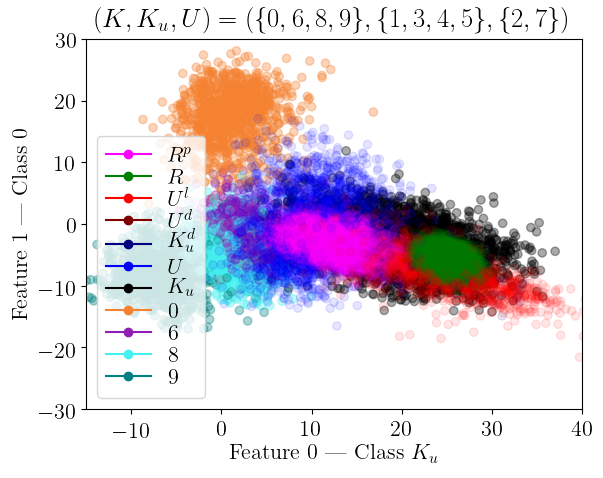 (K, K_u, U) = ({0, 6, 8, 9}, {1, 3, 4, 5}, {2, 7})
Feature 1 — Class 0
30
20
10
0
−10
−20
−30
R^p
R
U^l
U^d
K_u^d
U
K_u
0
6
8
9
−10
0
10
20
30
40
Feature 0 — Class K_u